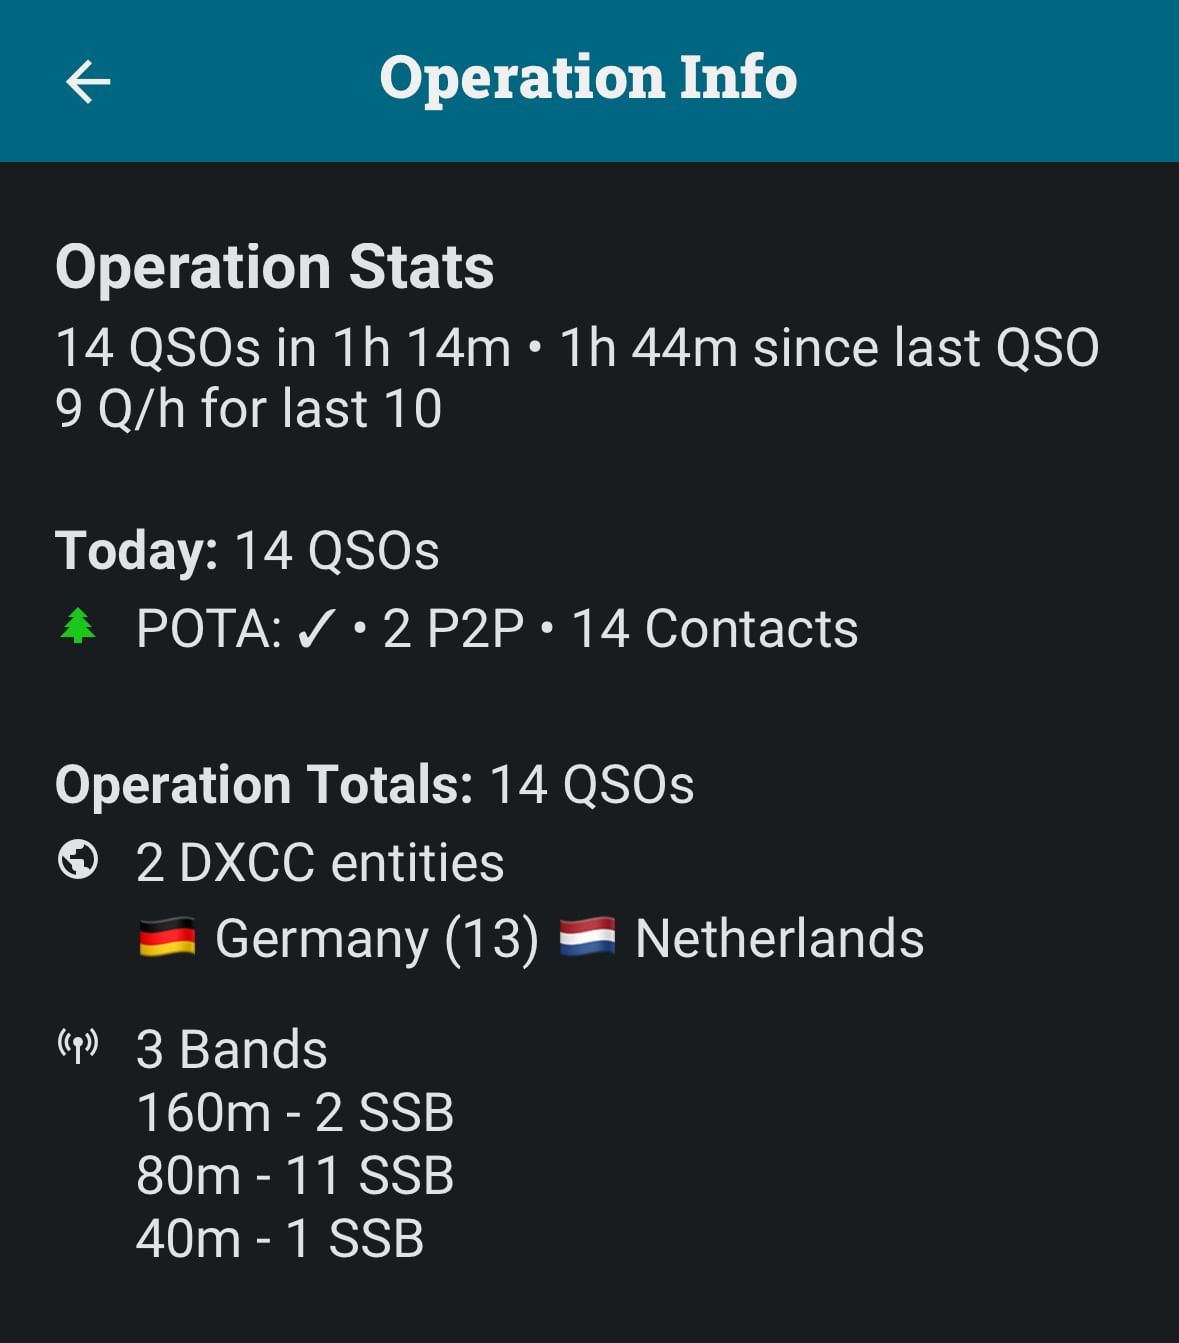 Operation Info
Operation Stats
14 QSOs in 1h 14m • 1h 44m since last QSO
9 Q/h for last 10
Today: 14 QSOs
POTA: ✓ • 2 P2P • 14 Contacts
Operation Totals: 14 QSOs
2 DXCC entities
🇩🇪 Germany (13) 🇳🇱 Netherlands
3 Bands
160m - 2 SSB
80m - 11 SSB
40m - 1 SSB